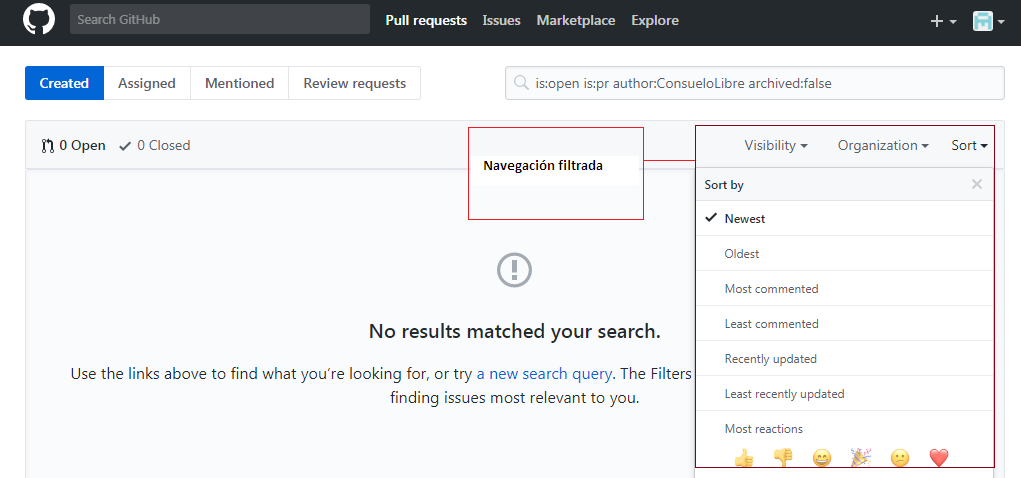 Search GitHub
Pull requests Issues Marketplace Explore
Created Assigned Mentioned Review requests
is:open is:pr author:ConsueloLibre archived:false
0 Open 0 Closed
Visibility Organization Sort
Navegación filtrada
Sort by
Newest
Oldest
Most commented
Least commented
Recently updated
Least recently updated
Most reactions
No results matched your search.
Use the links above to find what you’re looking for, or try a new search query. The Filters
finding issues most relevant to you.